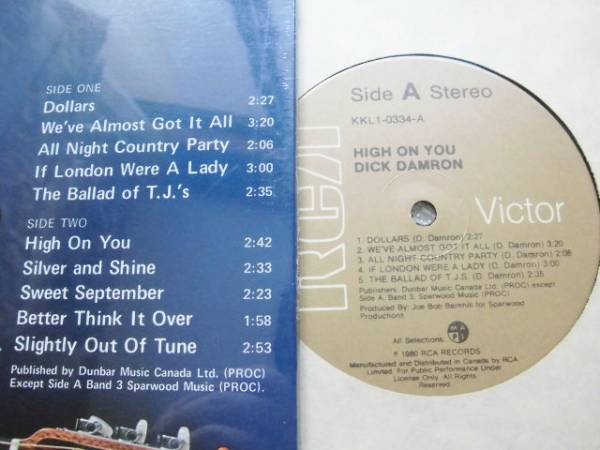 SIDE ONE
Dollars 2:27
We've Almost Got It All 3:20
All Night Country Party 2:06
If London Were A Lady 3:00
The Ballad of T.J.'s 2:35
SIDE TWO
High On You 2:42
Silver and Shine 2:33
Sweet September 2:23
Better Think It Over 1:58
Slightly Out Of Tune 2:53
Published by Dunbar Music Canada Ltd. (PROC)
Except Side A Band 3 Sparwood Music (PROC).
Side A Stereo
KKL1-0334-A
HIGH ON YOU
DICK DAMRON
RCA
Victor
1. DOLLARS (D. Damron) 2:27
2. WE'VE ALMOST GOT IT ALL (D. Damron) 3:20
3. ALL NIGHT COUNTRY PARTY (D. Damron) 2:06
4. IF LONDON WERE A LADY (D. Damron) 3:00
5. THE BALLAD OF T.J.S (D. Damron) 2:35
Publishers, Dunbar Music Canada Ltd. (PROC) except
Side A, Band 3, Sparwood Music (PROC)
Produced By: Joe Bob Barnhill for Sparwood
Productions
All Selections:
℗ 1980 RCA RECORDS
Manufactured and Distributed in Canada by RCA
Limited. For Public Performance Under
License Only. All Rights
Reserved.